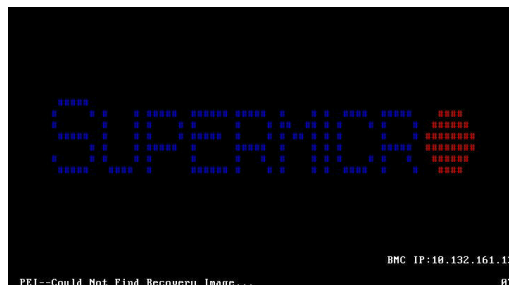 SUPERMICRO
BMC IP:10.132.161.1
PEI--Could Not Find Recovery Image...